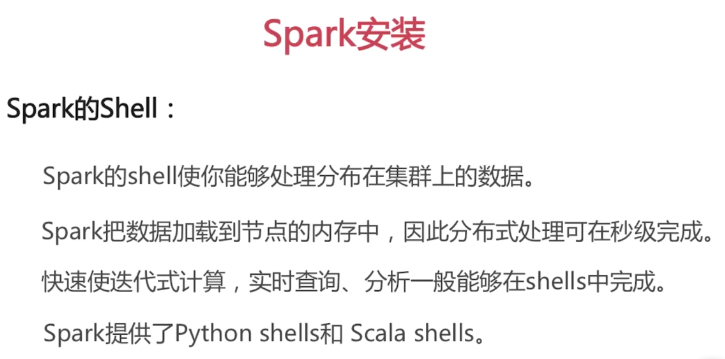 Spark安装
Spark的Shell：
Spark的shell使你能够处理分布在集群上的数据。
Spark把数据加载到节点的内存中，因此分布式处理可在秒级完成。
快速使迭代式计算，实时查询、分析一般能够在shells中完成。
Spark提供了Python shells和 Scala shells。